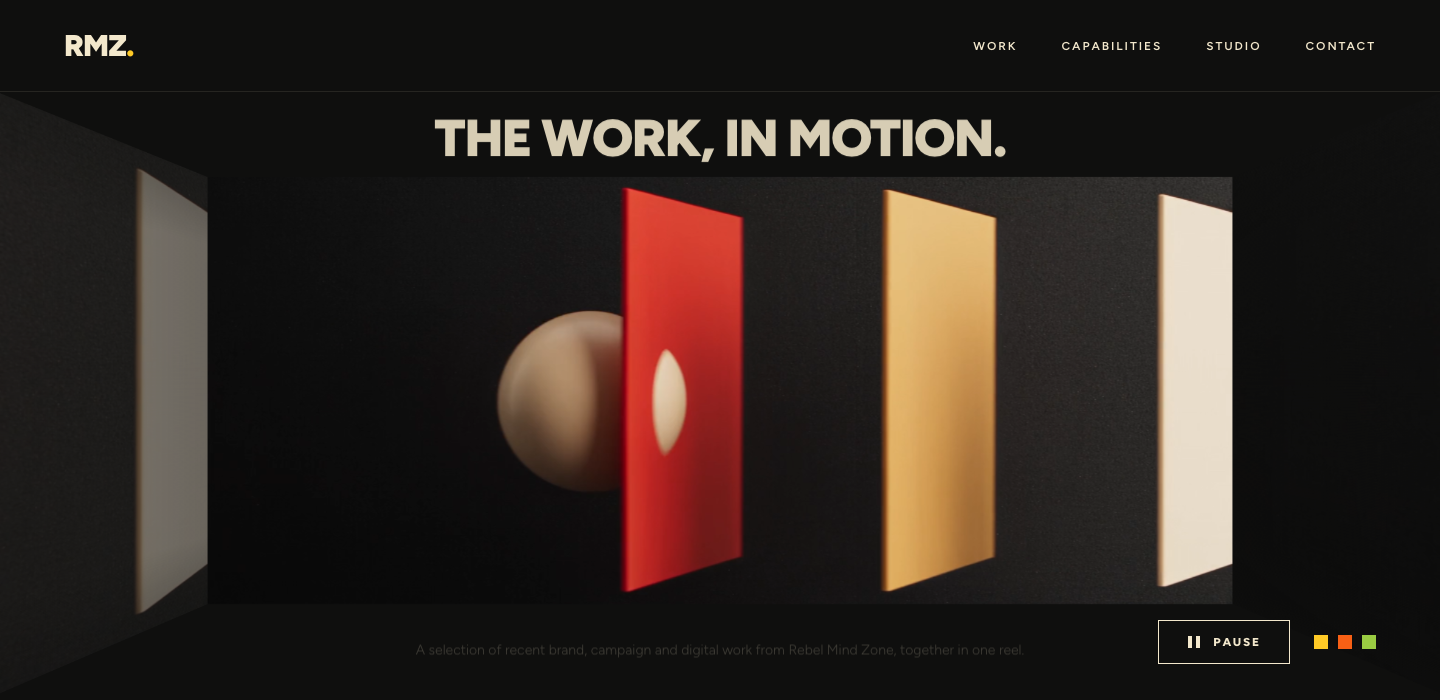 RMZ.
WORK
CAPABILITIES
STUDIO
CONTACT
THE WORK, IN MOTION.
A selection of recent brand, campaign and digital work from Rebel Mind Zone, together in one reel.
PAUSE